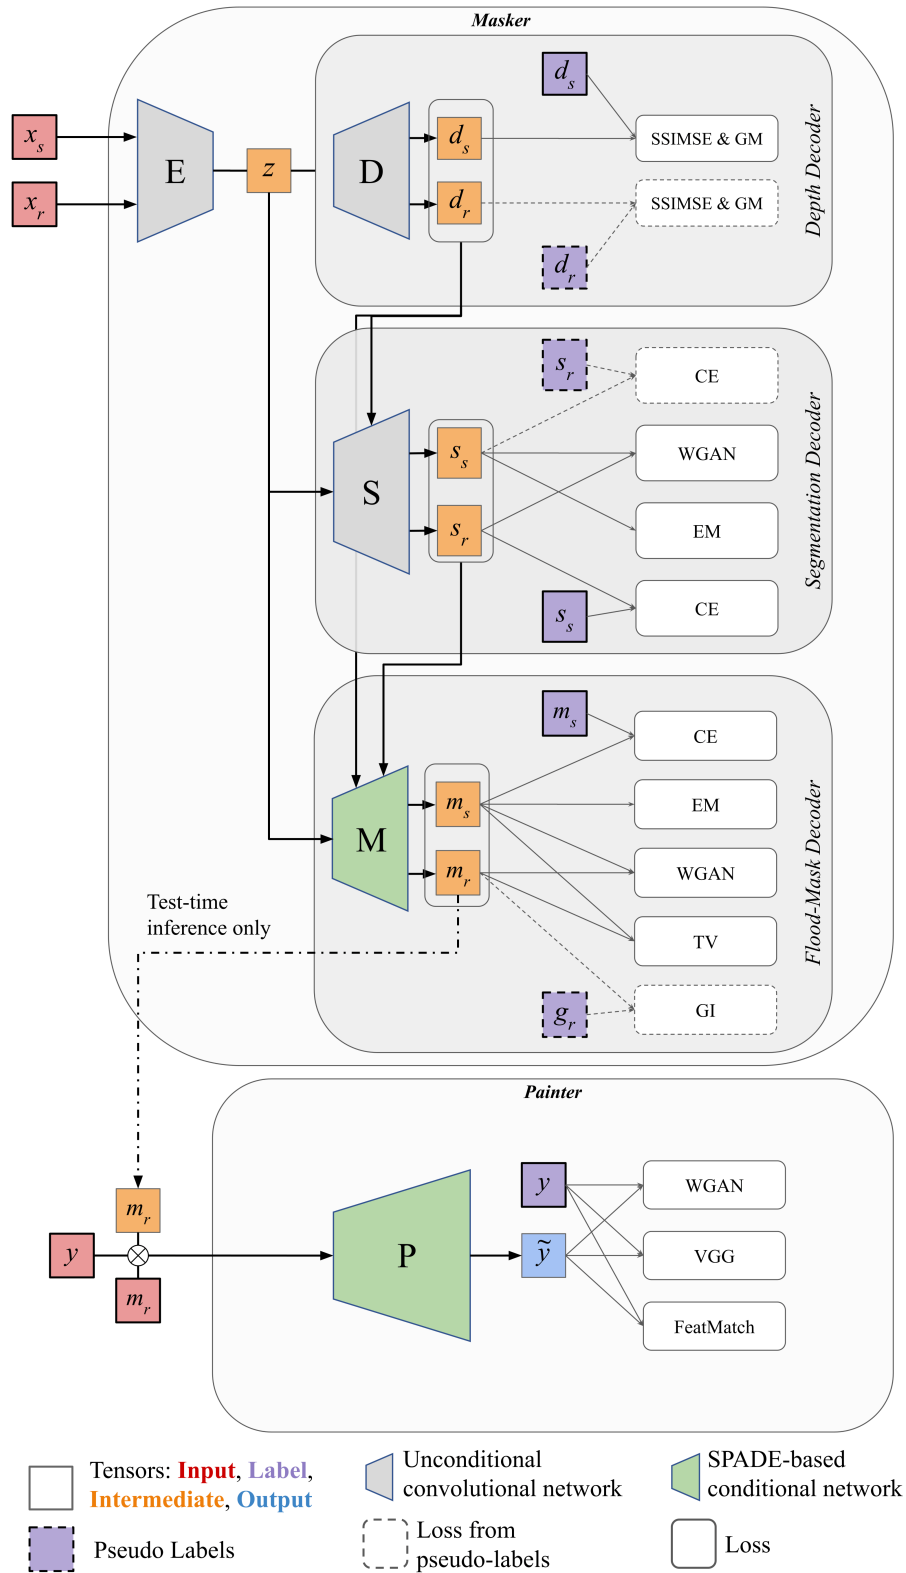 Masker
x_s
x_r
E
z
D
d_s
d_r
d_s
d_r
SSIMSE & GM
SSIMSE & GM
Depth Decoder
S
s_s
s_r
s_r
s_s
CE
WGAN
EM
CE
Segmentation Decoder
M
m_s
m_r
m_s
g_r
CE
EM
WGAN
TV
GI
Flood-Mask Decoder
Test-time
inference only
Painter
m_r
y
⊗
m_r
P
y
ỹ
WGAN
VGG
FeatMatch
Tensors: Input, Label,
Intermediate, Output
Unconditional
convolutional network
SPADE-based
conditional network
Pseudo Labels
Loss from
pseudo-labels
Loss